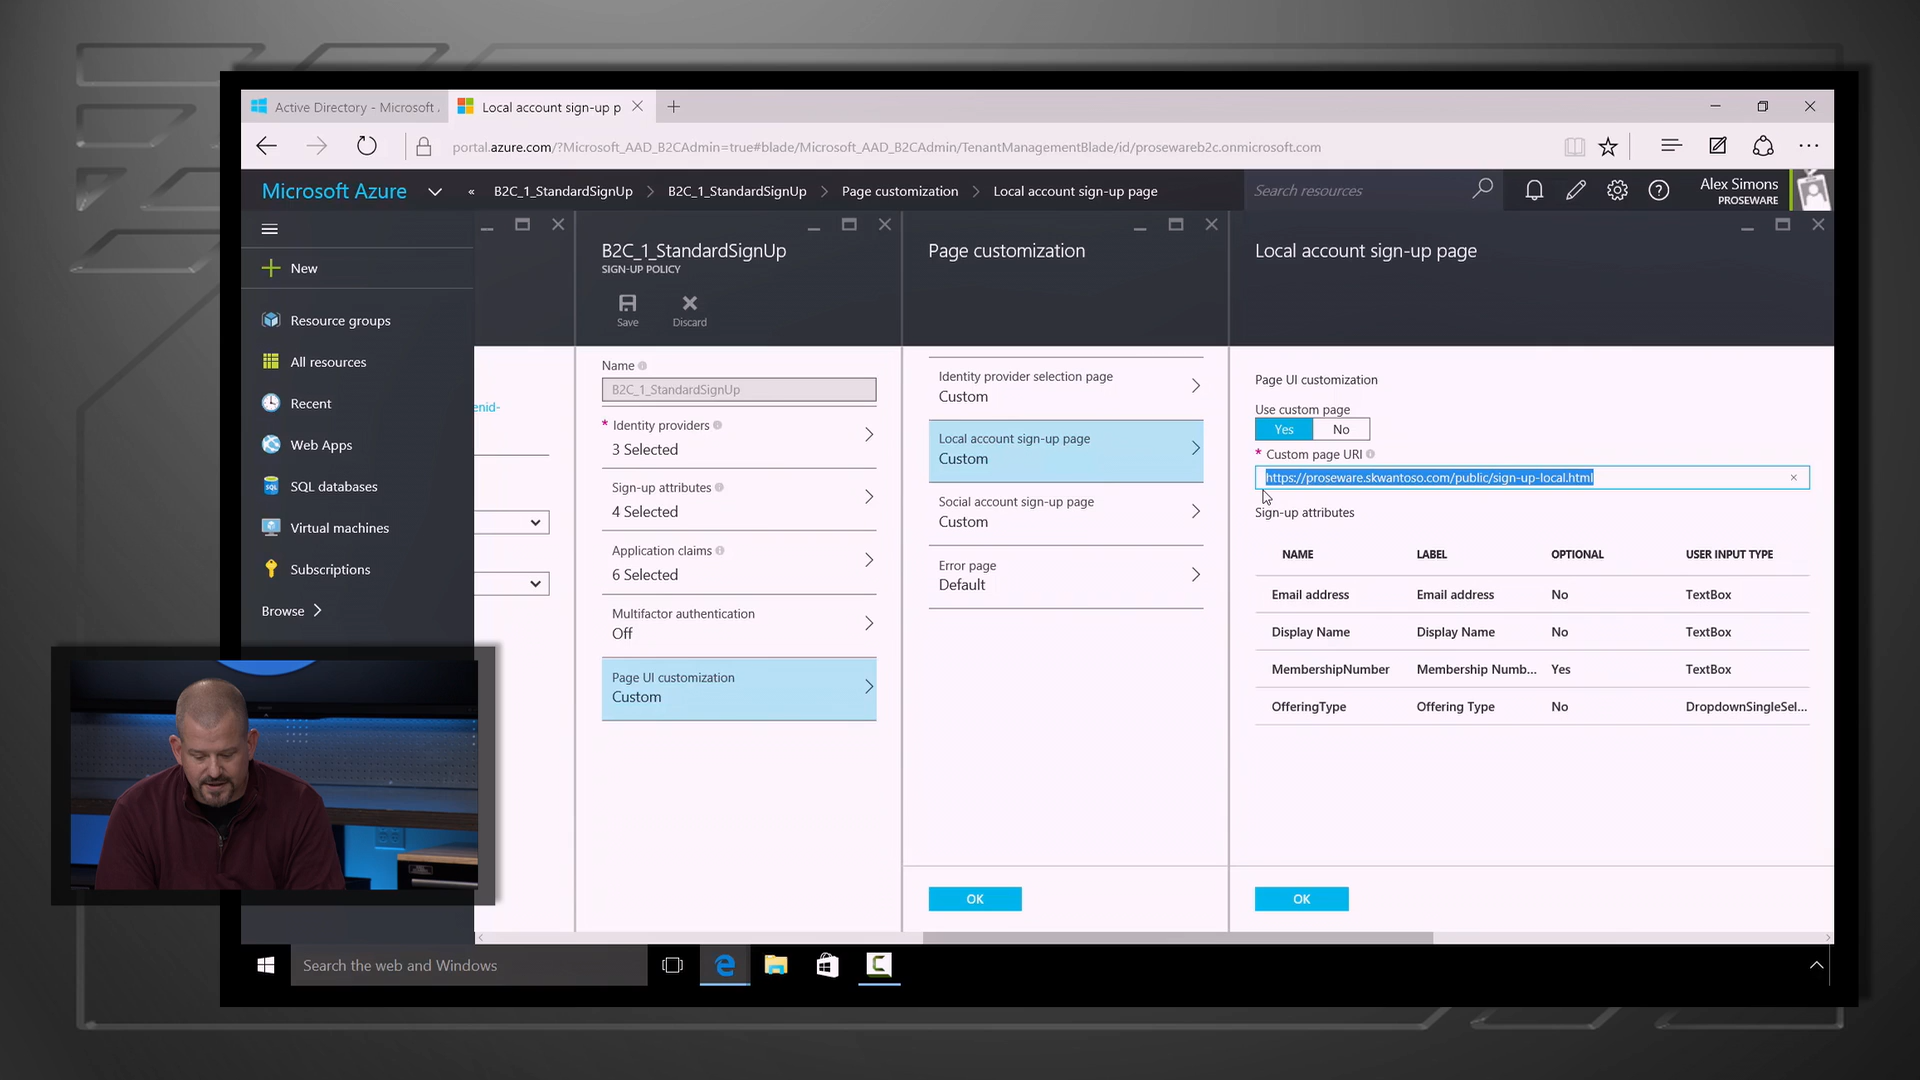 Active Directory - Microsoft
Local account sign-up p
portal.azure.com/?Microsoft_AAD_B2CAdmin=true#blade/Microsoft_AAD_B2CAdmin/TenantManagementBlade/id/prosewareb2c.onmicrosoft.com
Microsoft Azure
« B2C_1_StandardSignUp
B2C_1_StandardSignUp
Page customization
Local account sign-up page
Search resources
Alex Simons
PROSEWARE
New
Resource groups
All resources
Recent
Web Apps
SQL databases
Virtual machines
Subscriptions
Browse
enid-
B2C_1_StandardSignUp
SIGN-UP POLICY
Save
Discard
Name
B2C_1_StandardSignUp
* Identity providers
3 Selected
Sign-up attributes
4 Selected
Application claims
6 Selected
Multifactor authentication
Off
Page UI customization
Custom
Page customization
Identity provider selection page
Custom
Local account sign-up page
Custom
Social account sign-up page
Custom
Error page
Default
OK
Local account sign-up page
Page UI customization
Use custom page
Yes No
* Custom page URI
https://proseware.skwantoso.com/public/sign-up-local.html
Sign-up attributes
NAME LABEL OPTIONAL USER INPUT TYPE
Email address Email address No TextBox
Display Name Display Name No TextBox
MembershipNumber Membership Numb... Yes TextBox
OfferingType Offering Type No DropdownSingleSel...
OK
Search the web and Windows